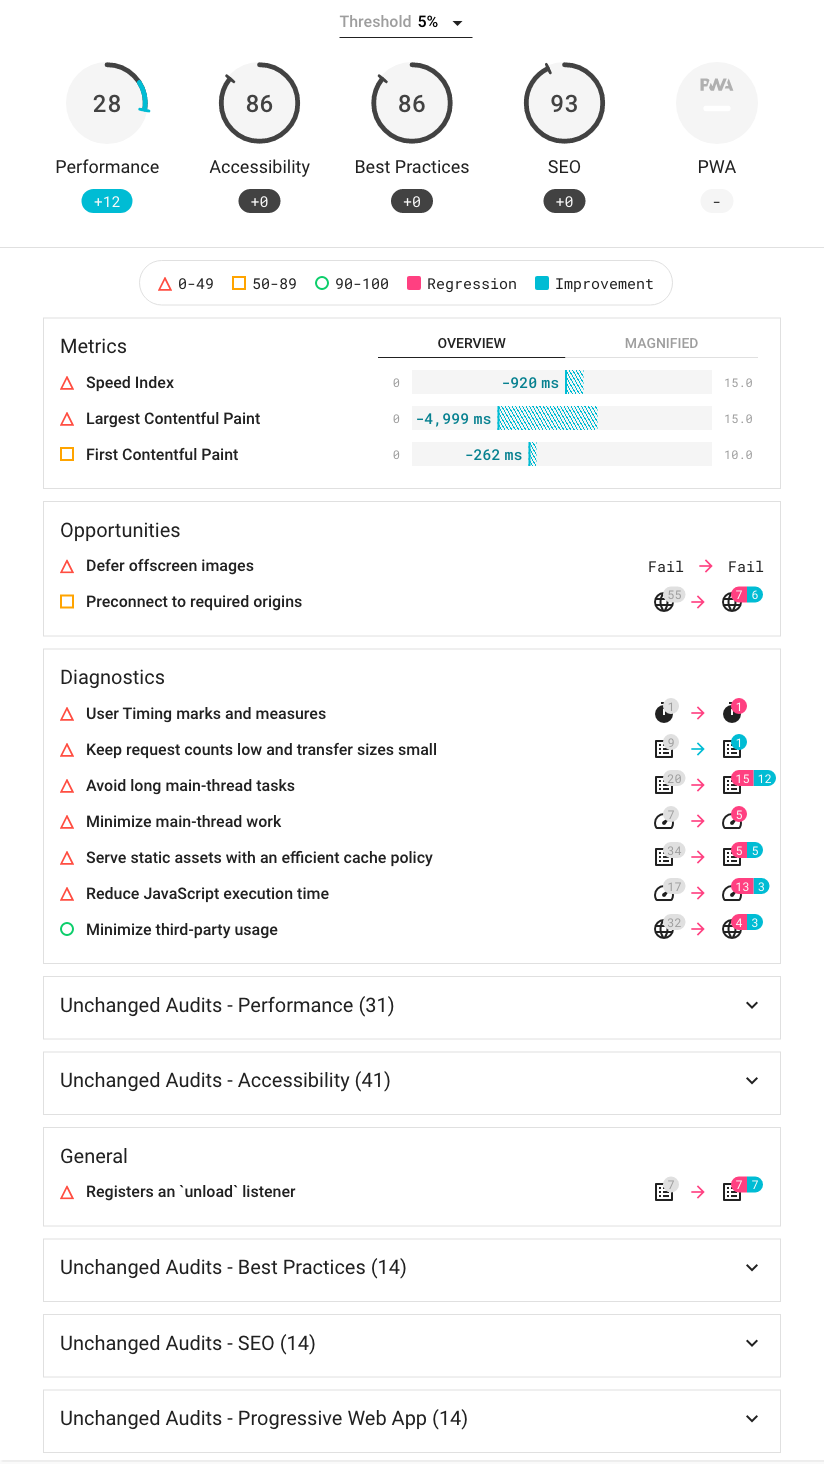 Threshold 5%
28 86 86 93 PWA
Performance Accessibility Best Practices SEO PWA
+12 +0 +0 +0 -
0-49 50-89 90-100 Regression Improvement
Metrics OVERVIEW MAGNIFIED
Speed Index 0 -920 ms 15.0
Largest Contentful Paint 0 -4,999 ms 15.0
First Contentful Paint 0 -262 ms 10.0
Opportunities
Defer offscreen images Fail → Fail
Preconnect to required origins 55 → 7 6
Diagnostics
User Timing marks and measures 1 → 1
Keep request counts low and transfer sizes small 9 → 1
Avoid long main-thread tasks 20 → 15 12
Minimize main-thread work 7 → 5
Serve static assets with an efficient cache policy 34 → 5 5
Reduce JavaScript execution time 17 → 13 3
Minimize third-party usage 32 → 4 3
Unchanged Audits - Performance (31)
Unchanged Audits - Accessibility (41)
General
Registers an `unload` listener 7 → 7 7
Unchanged Audits - Best Practices (14)
Unchanged Audits - SEO (14)
Unchanged Audits - Progressive Web App (14)